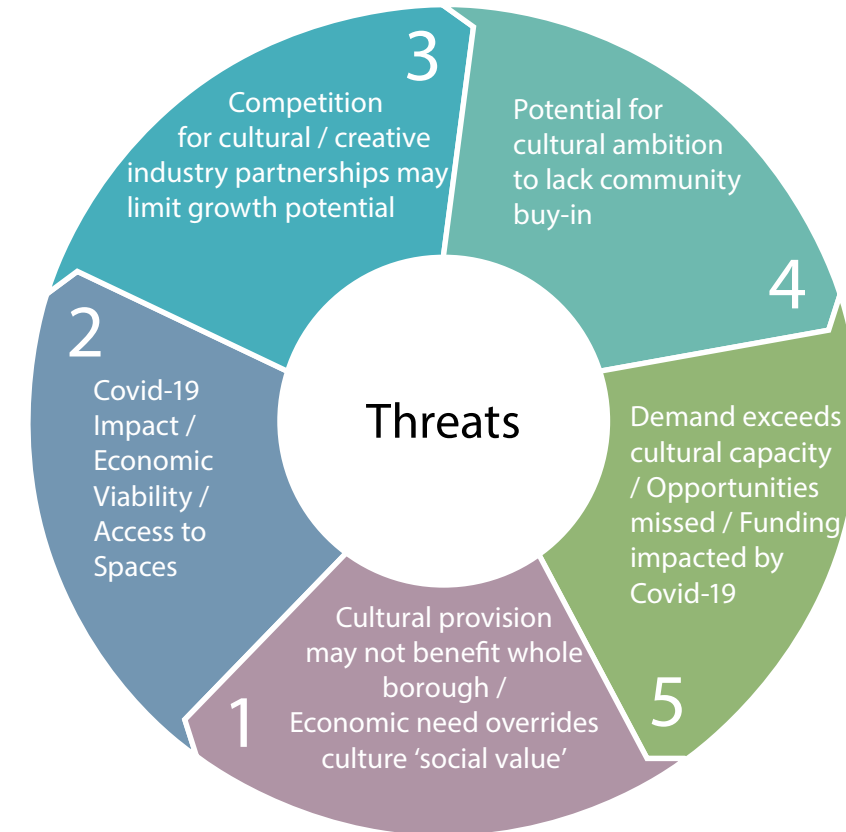 Threats
1
Cultural provision
may not benefit whole
borough /
Economic need overrides
culture ‘social value’
2
Covid-19
Impact /
Economic
Viability /
Access to
Spaces
3
Competition
for cultural / creative
industry partnerships may
limit growth potential
4
Potential for
cultural ambition
to lack community
buy-in
5
Demand exceeds
cultural capacity
/ Opportunities
missed / Funding
impacted by
Covid-19